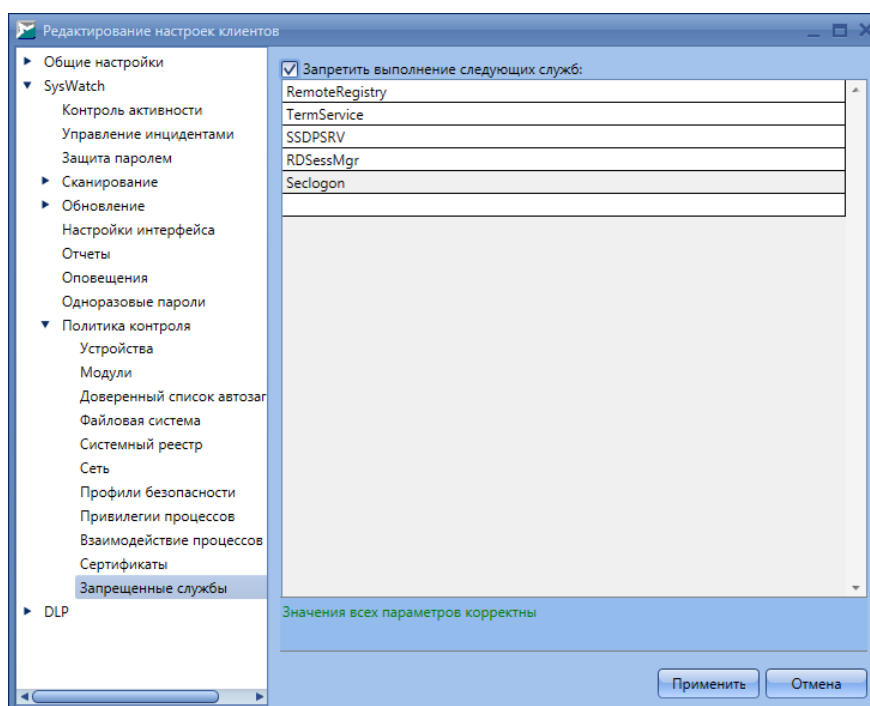 Редактирование настроек клиентов
Общие настройки
SysWatch
Контроль активности
Управление инцидентами
Защита паролем
Сканирование
Обновление
Настройки интерфейса
Отчеты
Оповещения
Одноразовые пароли
Политика контроля
Устройства
Модули
Доверенный список автозаг
Файловая система
Системный реестр
Сеть
Профили безопасности
Привилегии процессов
Взаимодействие процессов
Сертификаты
Запрещенные службы
DLP
Запретить выполнение следующих служб:
RemoteRegistry
TermService
SSDPSRV
RDSessMgr
Seclogon
Значения всех параметров корректны
Применить
Отмена